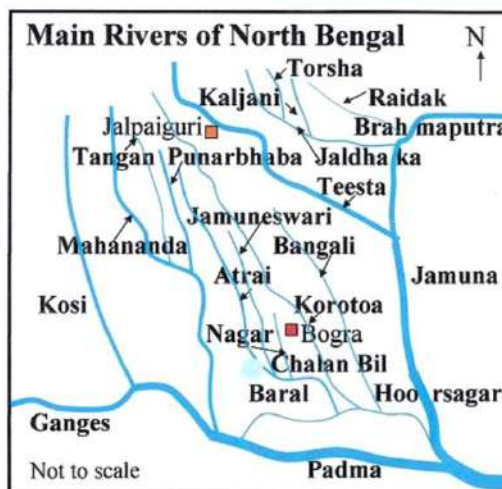 Main Rivers of North Bengal
N
Torsha
Kaljani
Raidak
Jalpaiguri
Brahmaputra
Tangan
Punarbhaba
Jaldhaka
Teesta
Jamuneswari
Mahananda
Bangali
Atrai
Jamuna
Kosi
Korotoa
Nagar
Bogra
Chalan Bil
Baral
Hoorsagar
Ganges
Not to scale
Padma